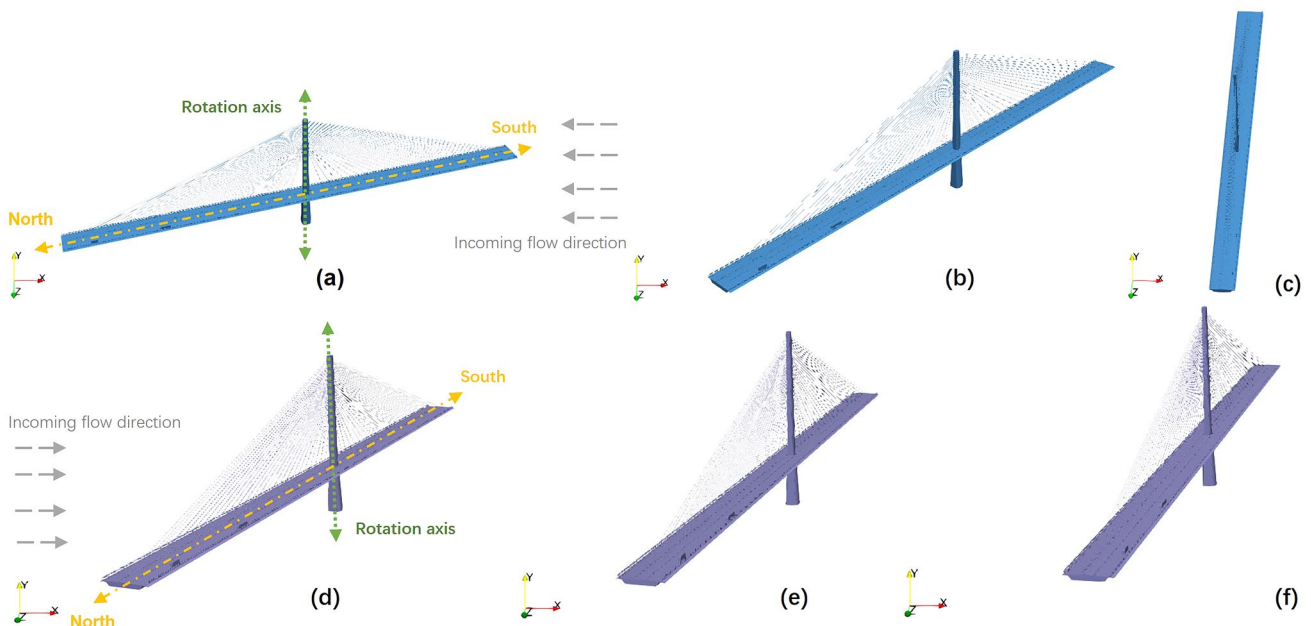 Rotation axis
South
North
Incoming flow direction
Y
X
Z
(a)
Y
X
Z
(b)
Y
X
Z
(c)
Incoming flow direction
South
Rotation axis
North
Y
X
Z
(d)
Y
X
Z
(e)
Y
X
Z
(f)